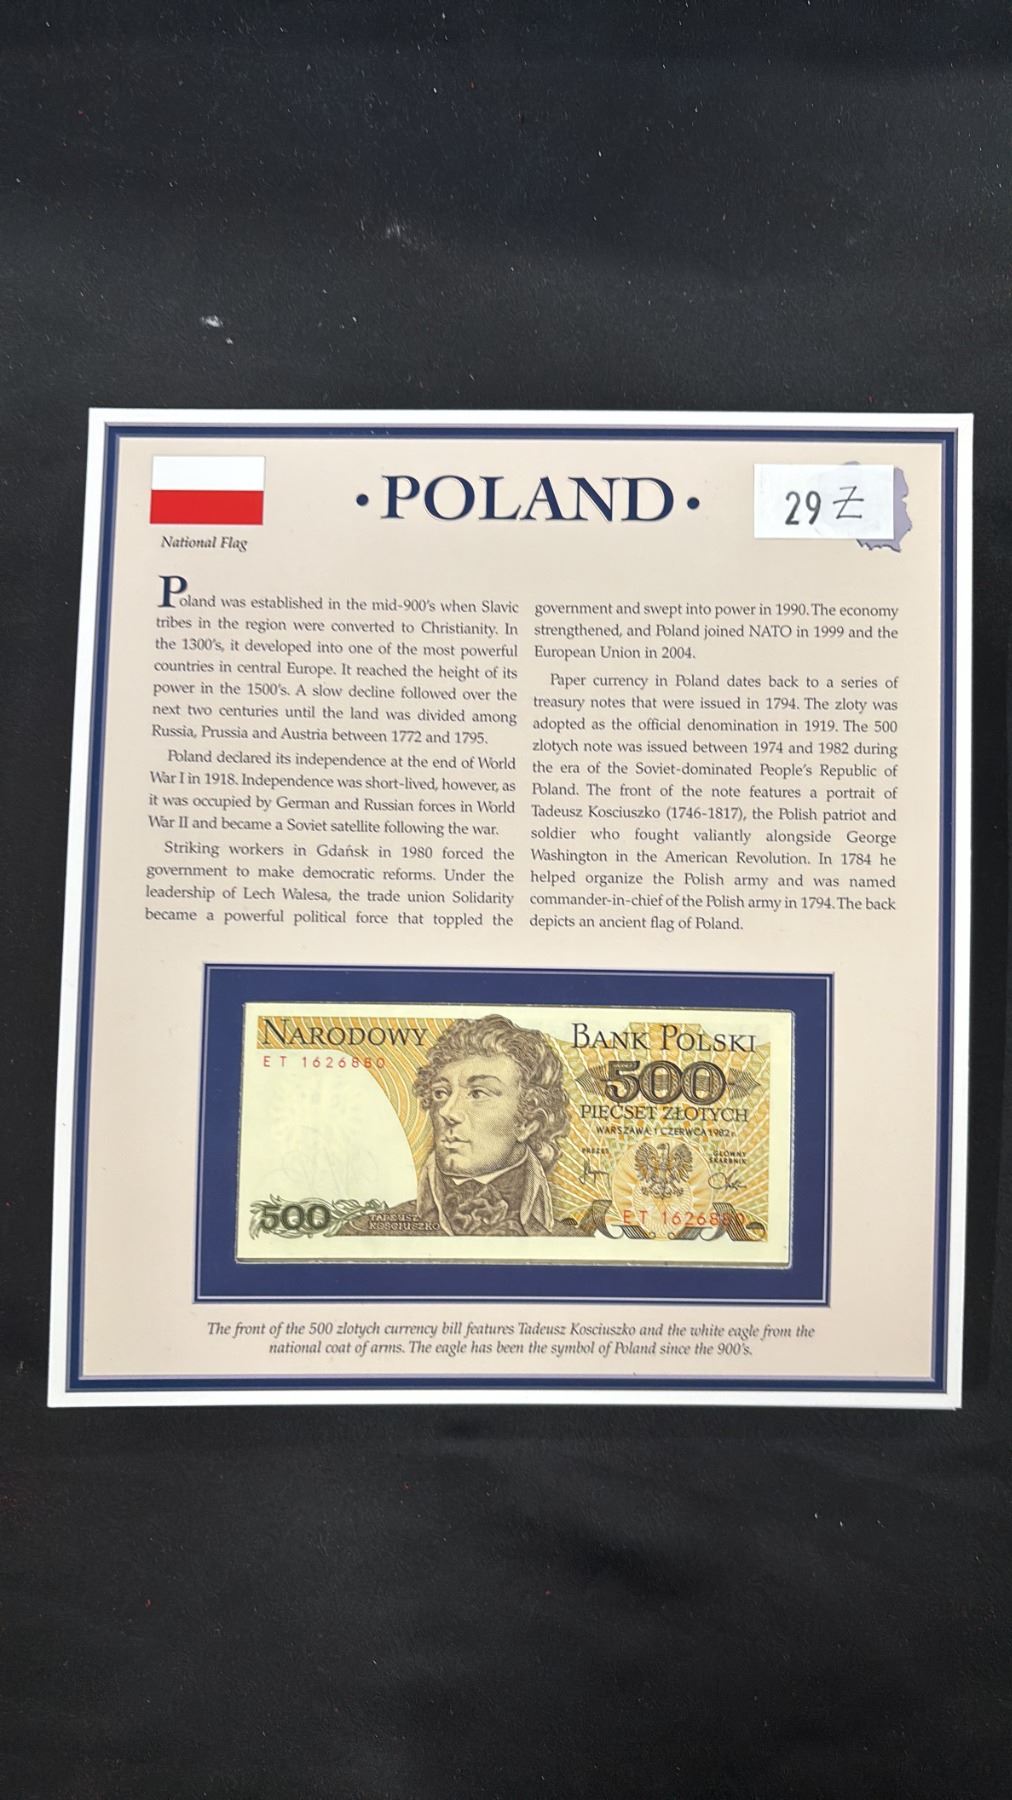 • POLAND •
29 Z
National Flag
Poland was established in the mid-900's when Slavic
tribes in the region were converted to Christianity. In
the 1300's, it developed into one of the most powerful
countries in central Europe. It reached the height of its
power in the 1500's. A slow decline followed over the
next two centuries until the land was divided among
Russia, Prussia and Austria between 1772 and 1795.
Poland declared its independence at the end of World
War I in 1918. Independence was short-lived, however, as
it was occupied by German and Russian forces in World
War II and became a Soviet satellite following the war.
Striking workers in Gdańsk in 1980 forced the
government to make democratic reforms. Under the
leadership of Lech Walesa, the trade union Solidarity
became a powerful political force that toppled the
government and swept into power in 1990. The economy
strengthened, and Poland joined NATO in 1999 and the
European Union in 2004.
Paper currency in Poland dates back to a series of
treasury notes that were issued in 1794. The zloty was
adopted as the official denomination in 1919. The 500
zlotych note was issued between 1974 and 1982 during
the era of the Soviet-dominated People's Republic of
Poland. The front of the note features a portrait of
Tadeusz Kosciuszko (1746-1817), the Polish patriot and
soldier who fought valiantly alongside George
Washington in the American Revolution. In 1784 he
helped organize the Polish army and was named
commander-in-chief of the Polish army in 1794. The back
depicts an ancient flag of Poland.
NARODOWY BANK POLSKI
ET 1626880
500
PIĘĆSET ZŁOTYCH
WARSZAWA, 1 CZERWCA 1982 r.
PREZES
GŁÓWNY
SKARBNIK
500
TADEUSZ
KOŚCIUSZKO
ET 1626880
The front of the 500 zlotych currency bill features Tadeusz Kosciuszko and the white eagle from the
national coat of arms. The eagle has been the symbol of Poland since the 900's.